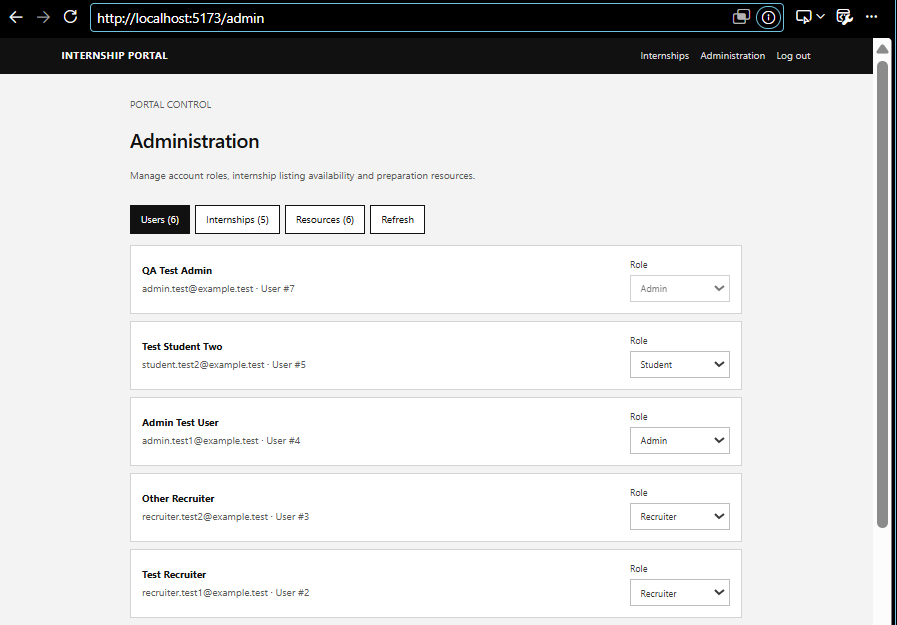 http://localhost:5173/admin
INTERNSHIP PORTAL
Internships Administration Log out
PORTAL CONTROL
Administration
Manage account roles, internship listing availability and preparation resources.
Users (6) Internships (5) Resources (6) Refresh
QA Test Admin
admin.test@example.test · User #7
Role
Admin
Test Student Two
student.test2@example.test · User #5
Role
Student
Admin Test User
admin.test1@example.test · User #4
Role
Admin
Other Recruiter
recruiter.test2@example.test · User #3
Role
Recruiter
Test Recruiter
recruiter.test1@example.test · User #2
Role
Recruiter